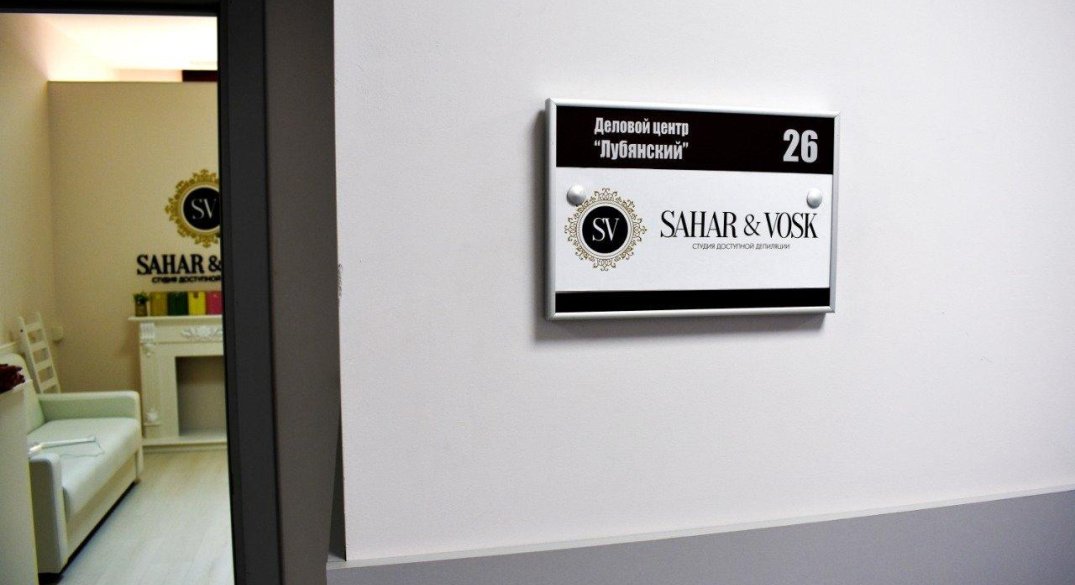 Деловой центр
"Лубянский"
26
SV
SAHAR & VOSK
СТУДИЯ ДОСТУПНОЙ ДЕПИЛЯЦИИ
SV
SAHAR &
СТУДИЯ ДОСТУПНОЙ